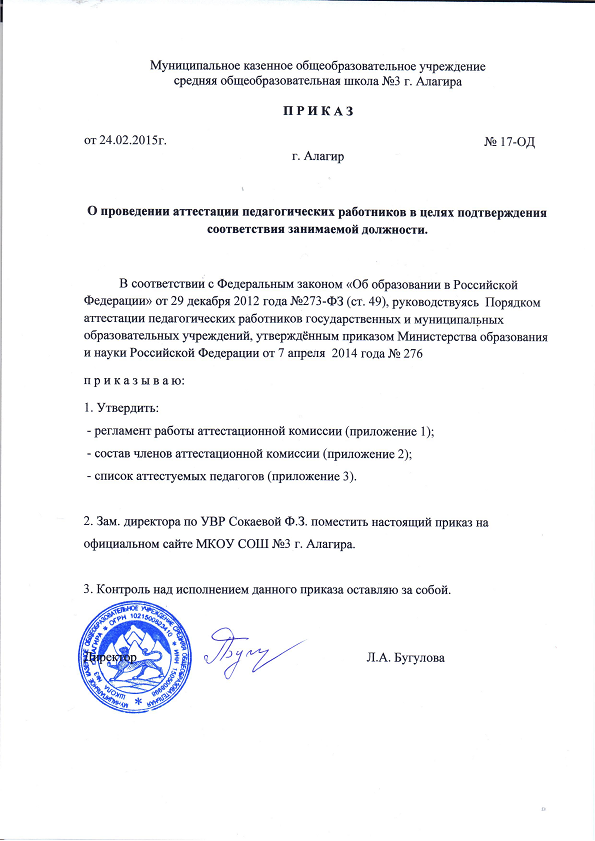 Муниципальное казенное общеобразовательное учреждение
средняя общеобразовательная школа №3 г. Алагира
П Р И К А З
от 24.02.2015г. № 17-ОД
г. Алагир
О проведении аттестации педагогических работников в целях подтверждения
соответствия занимаемой должности.
В соответствии с Федеральным законом «Об образовании в Российской
Федерации» от 29 декабря 2012 года №273-ФЗ (ст. 49), руководствуясь Порядком
аттестации педагогических работников государственных и муниципальных
образовательных учреждений, утверждённым приказом Министерства образования
и науки Российской Федерации от 7 апреля 2014 года № 276
п р и к а з ы в а ю:
1. Утвердить:
- регламент работы аттестационной комиссии (приложение 1);
- состав членов аттестационной комиссии (приложение 2);
- список аттестуемых педагогов (приложение 3).
2. Зам. директора по УВР Сокаевой Ф.З. поместить настоящий приказ на
официальном сайте МКОУ СОШ №3 г. Алагира.
3. Контроль над исполнением данного приказа оставляю за собой.
Директор Л.А. Бугулова